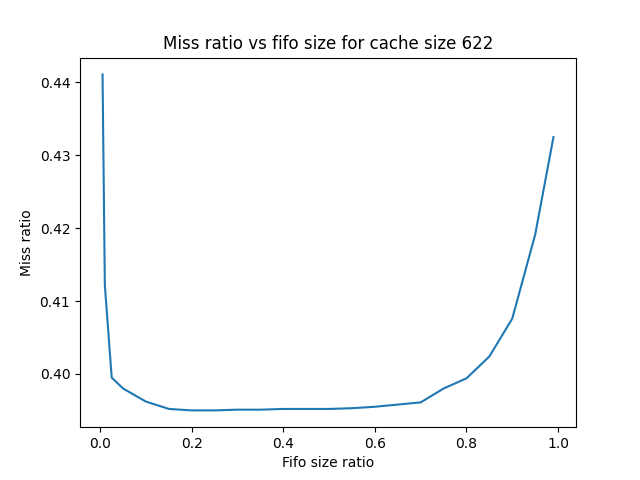 Miss ratio vs fifo size for cache size 622
0.44
0.43
0.42
0.41
0.40
Miss ratio
0.0 0.2 0.4 0.6 0.8 1.0
Fifo size ratio